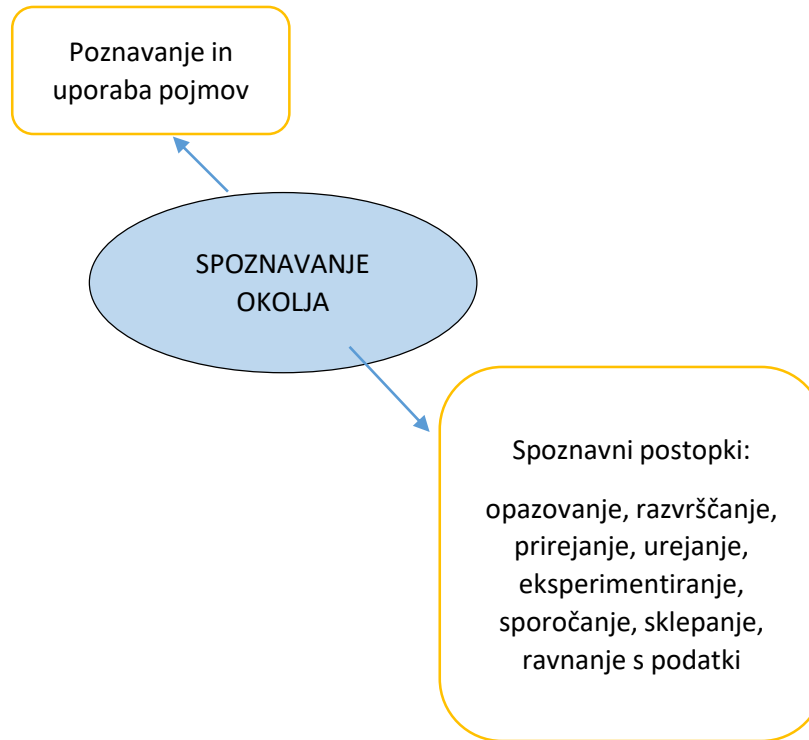 Poznavanje in
uporaba pojmov
SPOZNAVANJE
OKOLJA
Spoznavni postopki:
opazovanje, razvrščanje,
prirejanje, urejanje,
eksperimentiranje,
sporočanje, sklepanje,
ravnanje s podatki